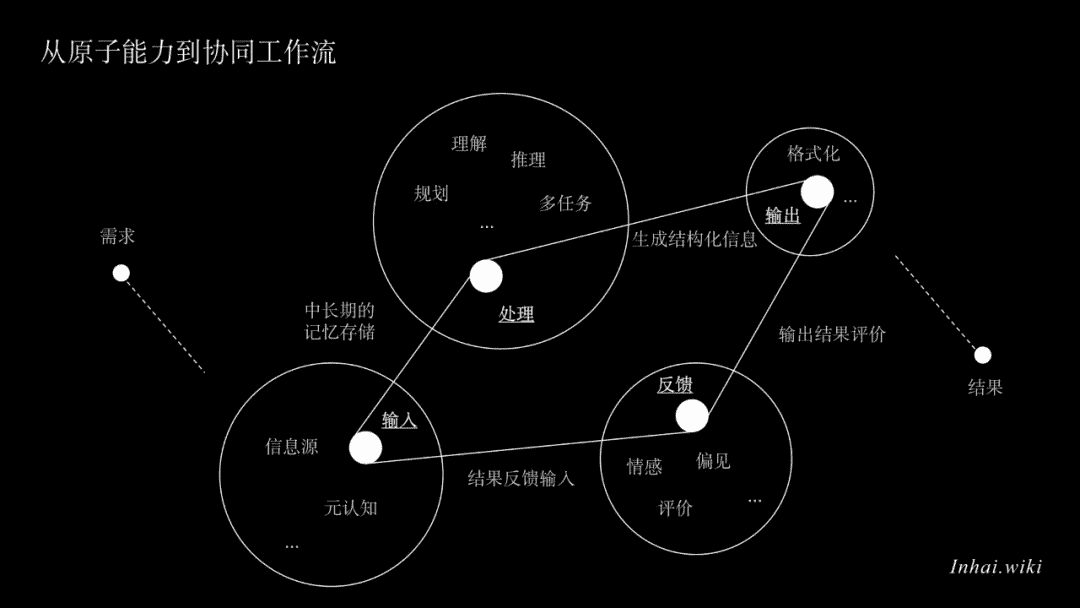 从原子能力到协同工作流
理解
推理
规划
多任务
...
处理
格式化
...
输出
生成结构化信息
需求
中长期的
记忆存储
输出结果评价
结果
输入
信息源
元认知
...
结果反馈输入
反馈
情感
偏见
评价
...
Inhai.wiki